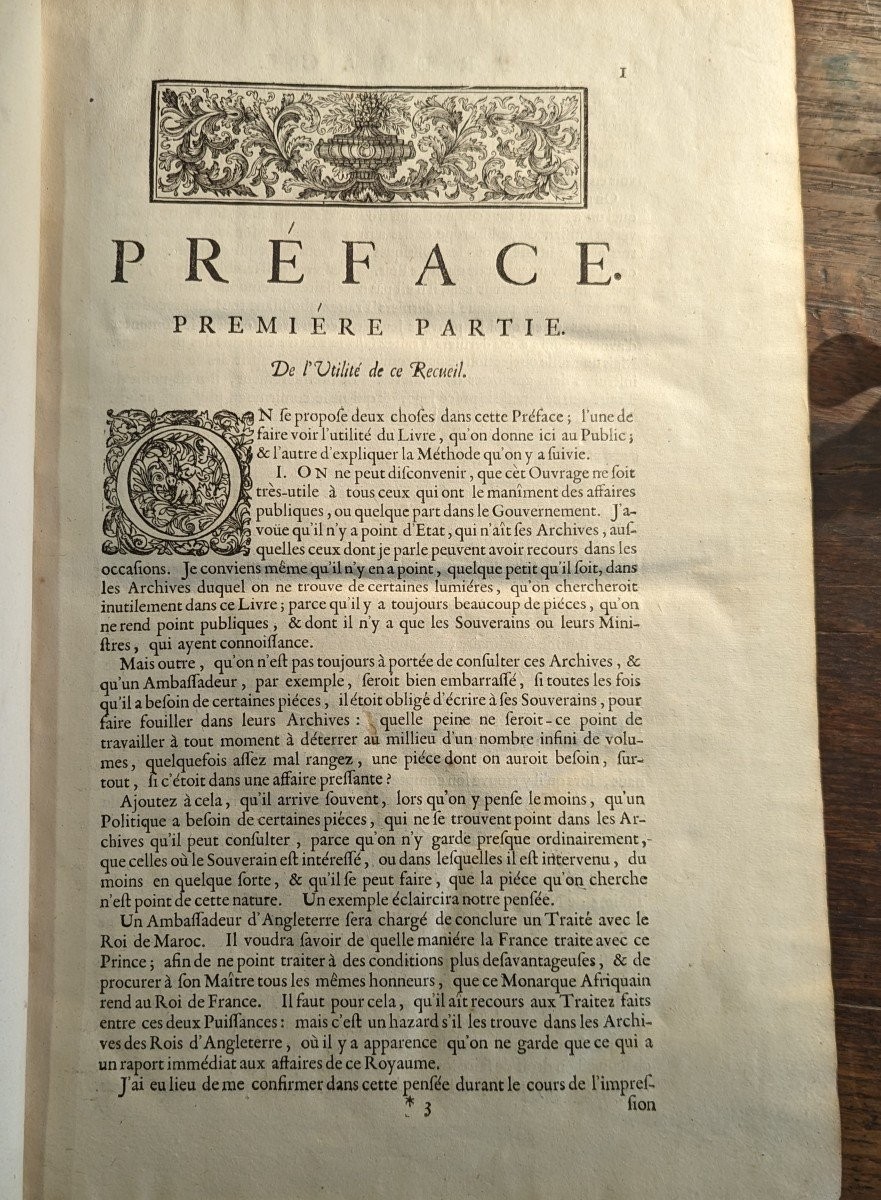 1
PRÉFACE.
PREMIÉRE PARTIE.
De l'Utilité de ce Recueil.
ON ſe propoſe deux choſes dans cette Préface; l'une de
faire voir l'utilité du Livre, qu'on donne ici au Public;
& l'autre d'expliquer la Méthode qu'on y a ſuivie.
I. ON ne peut diſconvenir, que cèt Ouvrage ne ſoit
très-utile à tous ceux qui ont le manîment des affaires
publiques, ou quelque part dans le Gouvernement. J'a-
voüe qu'il n'y a point d'Etat, qui n'aît ſes Archives, auſ-
quelles ceux dont je parle peuvent avoir recours dans les
occaſions. Je conviens même qu'il n'y en a point, quelque petit qu'il ſoit, dans
les Archives duquel on ne trouve de certaines lumiéres, qu'on chercheroit
inutilement dans ce Livre; parce qu'il y a toujours beaucoup de piéces, qu'on
ne rend point publiques, & dont il n'y a que les Souverains ou leurs Mini-
ſtres, qui ayent connoiſſance.
Mais outre, qu'on n'eſt pas toujours à portée de conſulter ces Archives, &
qu'un Ambaſſadeur, par exemple, ſeroit bien embarraſſé, ſi toutes les fois
qu'il a beſoin de certaines piéces, il étoit obligé d'écrire à ſes Souverains, pour
faire fouiller dans leurs Archives: quelle peine ne ſeroit-ce point de
travailler à tout moment à déterrer au millieu d'un nombre infini de volu-
mes, quelquefois aſſez mal rangez, une piéce dont on auroit beſoin, ſur-
tout, ſi c'étoit dans une affaire preſſante?
Ajoutez à cela, qu'il arrive ſouvent, lors qu'on y penſe le moins, qu'un
Politique a beſoin de certaines piéces, qui ne ſe trouvent point dans les Ar-
chives qu'il peut conſulter, parce qu'on n'y garde preſque ordinairement,
que celles où le Souverain eſt intéreſſé, ou dans leſquelles il eſt intervenu, du
moins en quelque ſorte, & qu'il ſe peut faire, que la piéce qu'on cherche
n'eſt point de cette nature. Un exemple éclaircira notre penſée.
Un Ambaſſadeur d'Angleterre ſera chargé de conclure un Traité avec le
Roi de Maroc. Il voudra ſavoir de quelle maniére la France traite avec ce
Prince; afin de ne point traiter à des conditions plus deſavantageuſes, & de
procurer à ſon Maître tous les mêmes honneurs, que ce Monarque Afriquain
rend au Roi de France. Il faut pour cela, qu'il aît recours aux Traitez faits
entre ces deux Puiſſances: mais c'eſt un hazard s'il les trouve dans les Archi-
ves des Rois d'Angleterre, où il y a apparence qu'on ne garde que ce qui a
un raport immédiat aux affaires de ce Royaume.
J'ai eu lieu de me confirmer dans cette penſée durant le cours de l'impreſ-
* 3 ſion